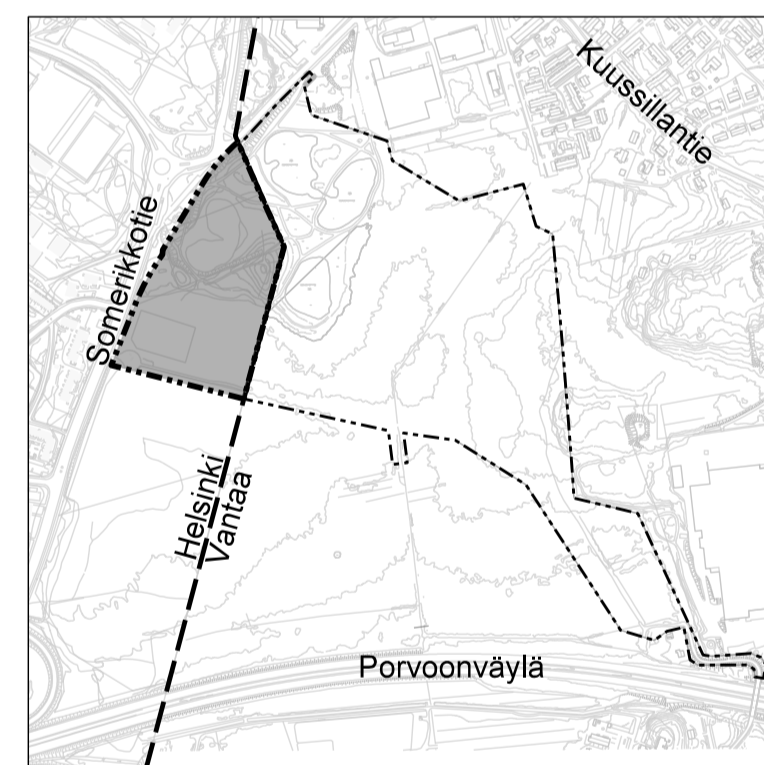 Kuussillantie
Somerikkotie
Helsinki
Vantaa
Porvoonväylä